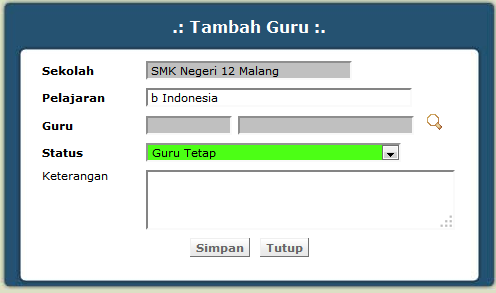 .: Tambah Guru :.
Sekolah SMK Negeri 12 Malang
Pelajaran b Indonesia
Guru
Status Guru Tetap
Keterangan
Simpan Tutup